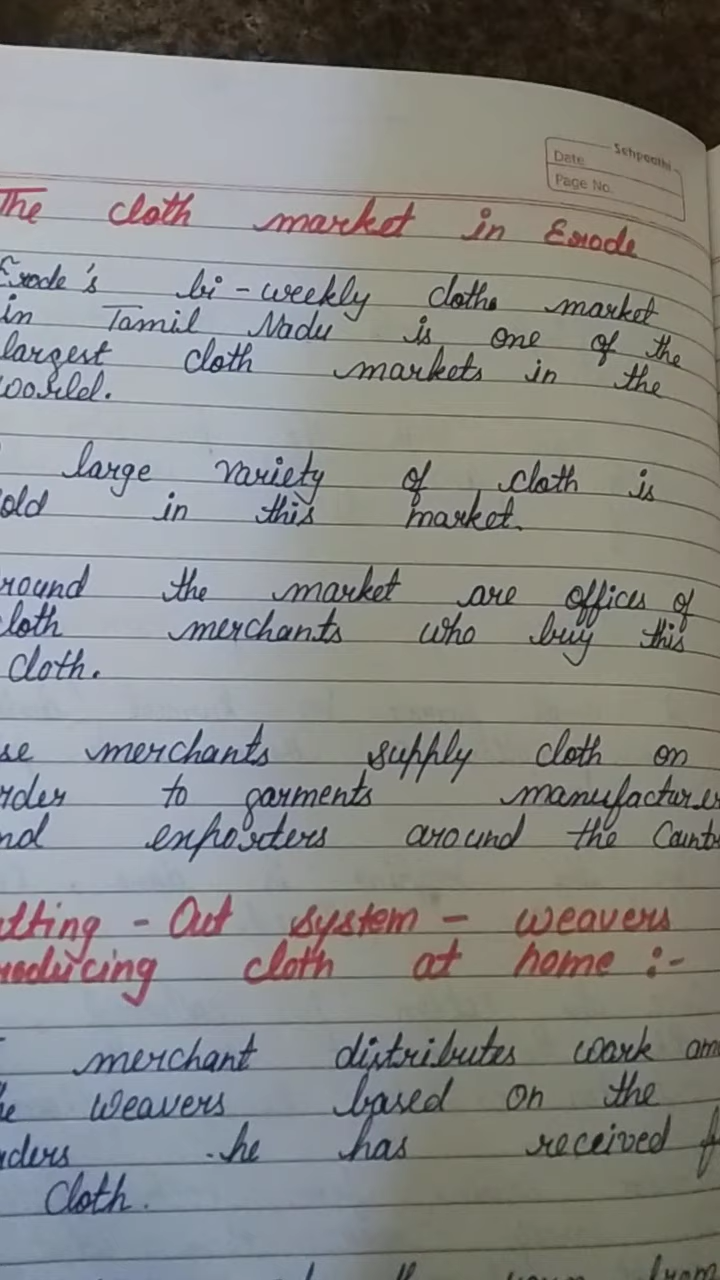 Sehpaathi
Date
Page No.
The cloth market in Erode
Erode's bi-weekly cloth market
in Tamil Nadu is one of the
largest cloth markets in the
world.
large variety of cloth is
old in this market.
round the market are offices of
loth merchants who buy this
cloth.
se merchants supply cloth on
rder to garments manufacturer
nd exporters around the Count
tting - Out system - weavers
roducing cloth at home :-
merchant distributes work am
he weavers based on the
rders he has received f
cloth.